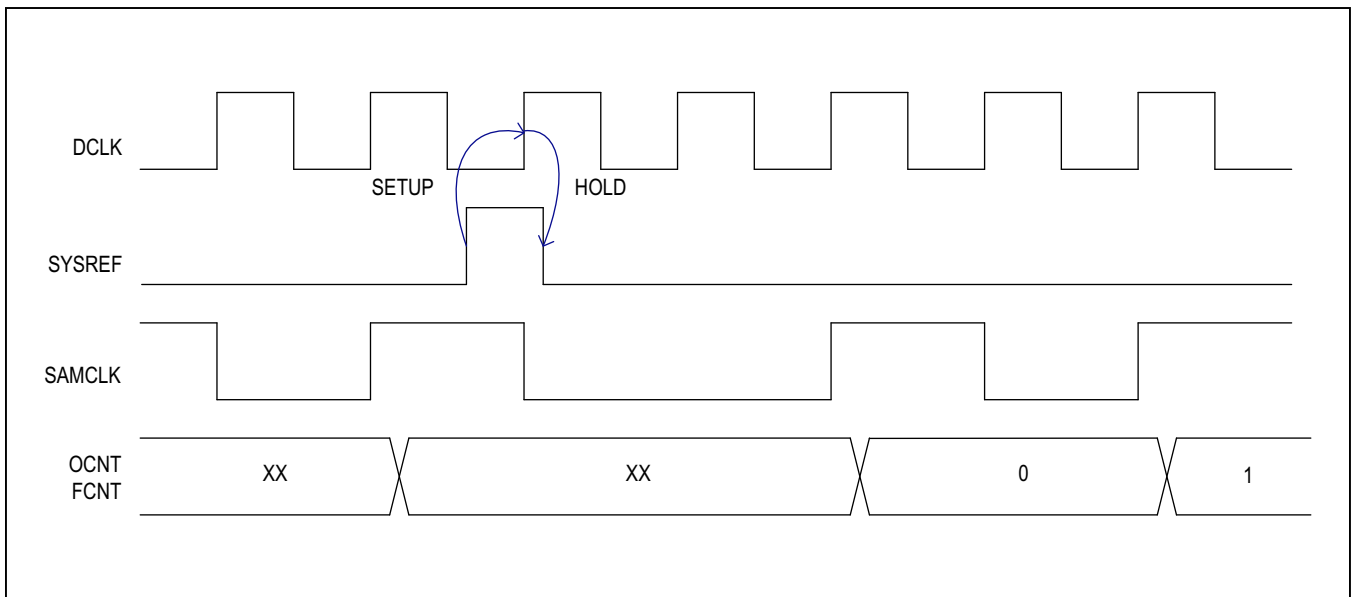 DCLK
SETUP HOLD
SYSREF
SAMCLK
OCNT
FCNT
XX XX 0 1